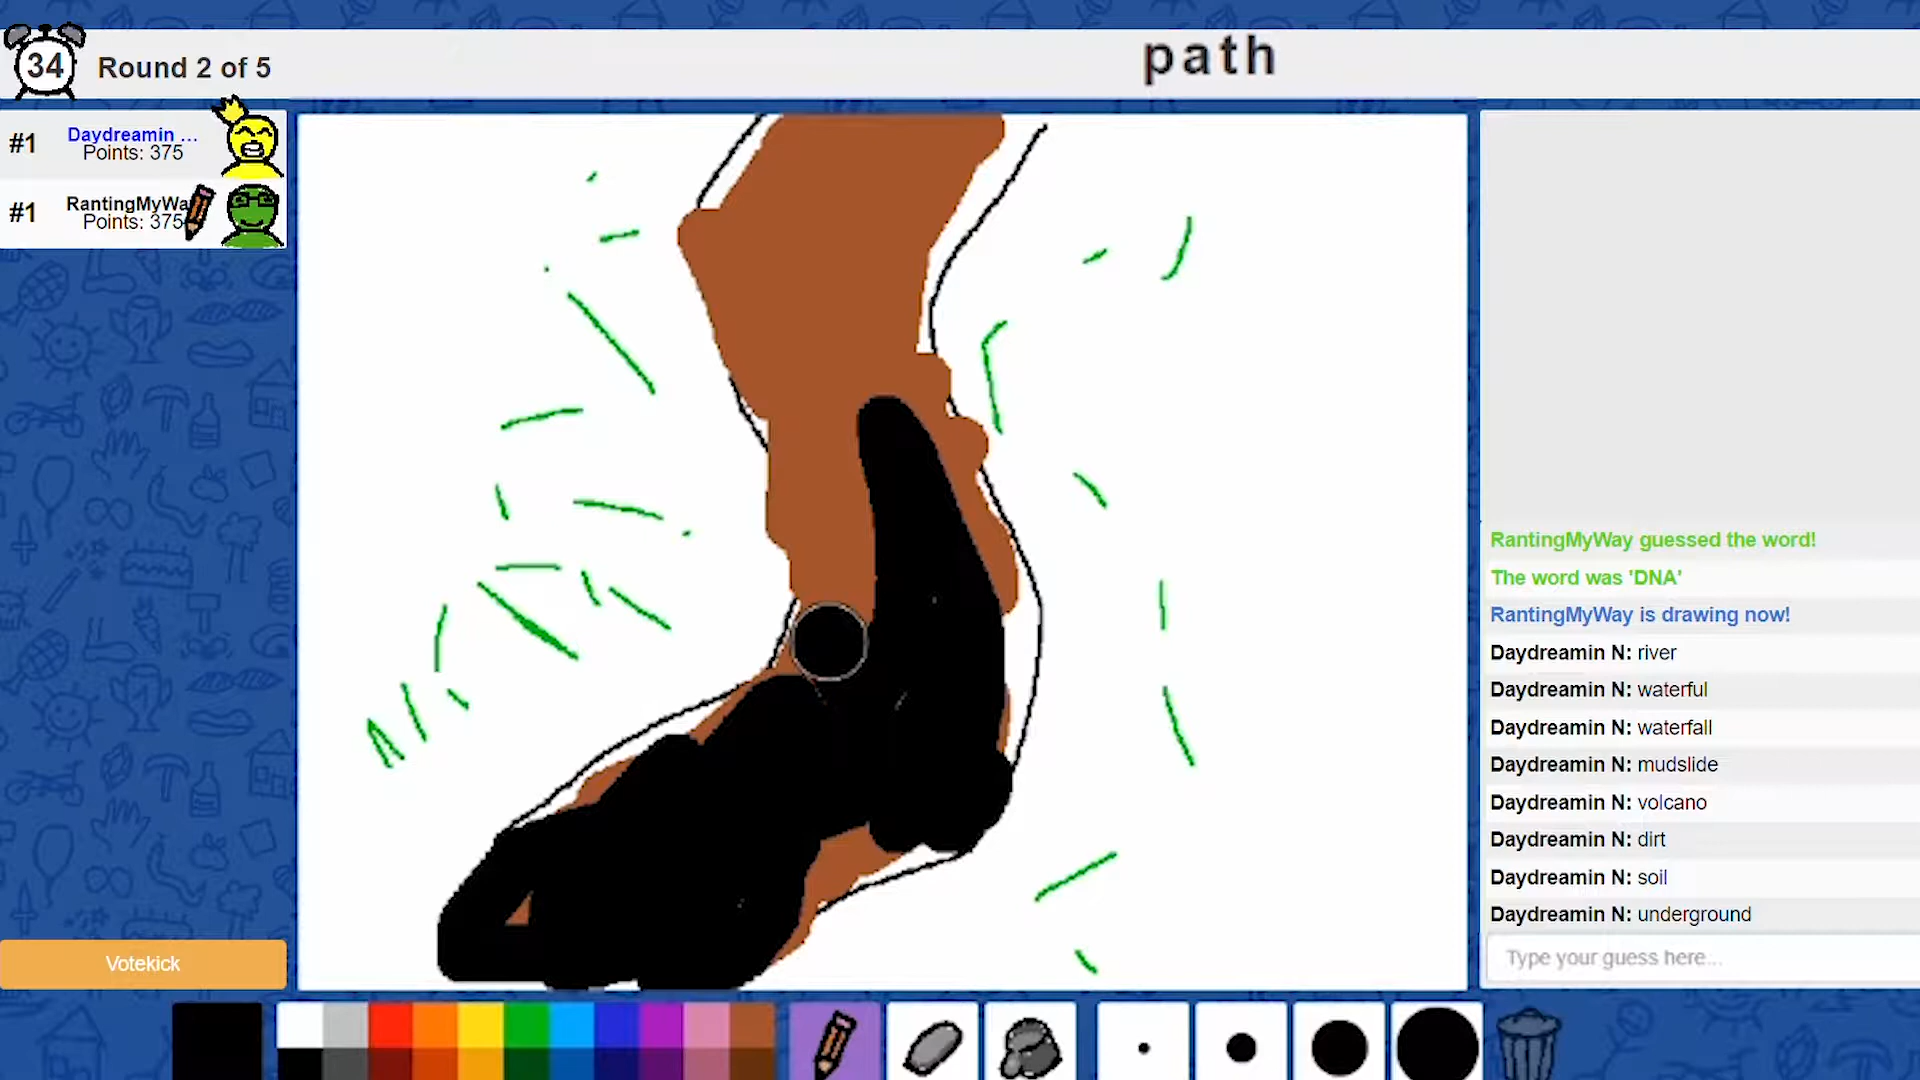 34
Round 2 of 5
path
#1
Daydreamin ...
Points: 375
#1
RantingMyWay
Points: 375
RantingMyWay guessed the word!
The word was 'DNA'
RantingMyWay is drawing now!
Daydreamin N: river
Daydreamin N: waterful
Daydreamin N: waterfall
Daydreamin N: mudslide
Daydreamin N: volcano
Daydreamin N: dirt
Daydreamin N: soil
Daydreamin N: underground
Type your guess here...
Votekick